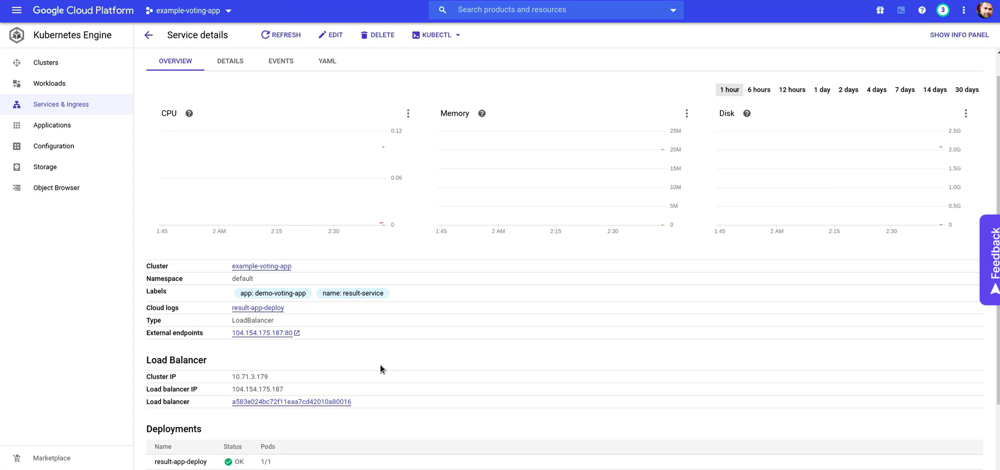 Google Cloud Platform example-voting-app Search products and resources 3
Kubernetes Engine Service details REFRESH EDIT DELETE KUBECTL SHOW INFO PANEL
Clusters
Workloads
Services & Ingress
Applications
Configuration
Storage
Object Browser
Marketplace
OVERVIEW DETAILS EVENTS YAML
1 hour 6 hours 12 hours 1 day 2 days 4 days 7 days 14 days 30 days
CPU
0.12
0.06
0
1:45 2 AM 2:15 2:30
Memory
25M
20M
15M
10M
5M
0
1:45 2 AM 2:15 2:30
Disk
2.5G
2.0G
1.5G
1.0G
0.5G
0
1:45 2 AM 2:15 2:30
Cluster example-voting-app
Namespace default
Labels app: demo-voting-app name: result-service
Cloud logs result-app-deploy
Type LoadBalancer
External endpoints 104.154.175.187:80
Load Balancer
Cluster IP 10.71.3.179
Load balancer IP 104.154.175.187
Load balancer a583e024bc72f11eaa7cd42010a80016
Deployments
Name Status Pods
result-app-deploy OK 1/1
Feedback